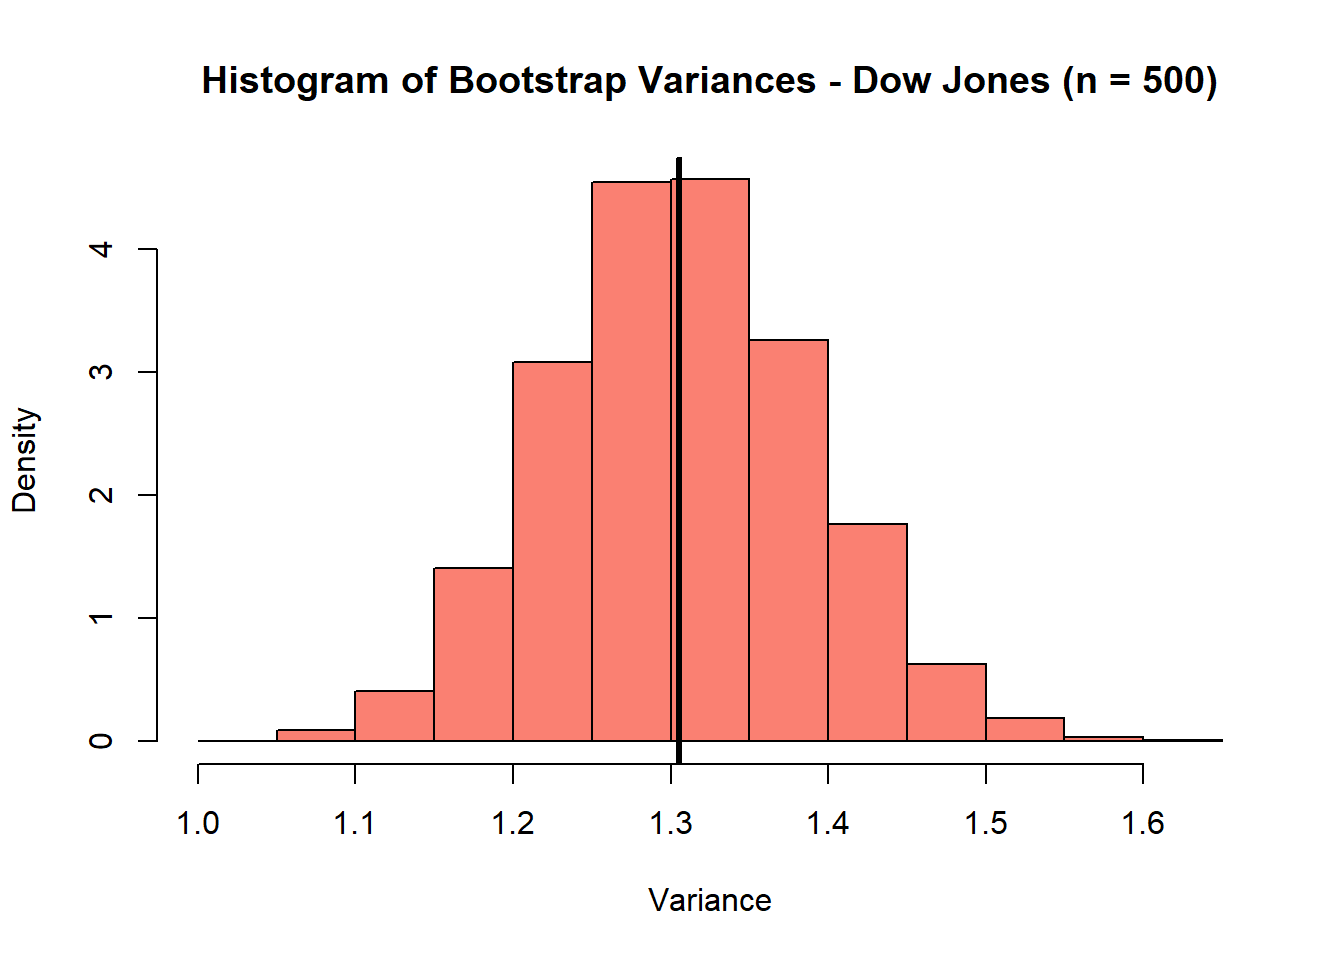 Histogram of Bootstrap Variances - Dow Jones (n = 500)
Density
4
3
2
1
0
1.0 1.1 1.2 1.3 1.4 1.5 1.6
Variance